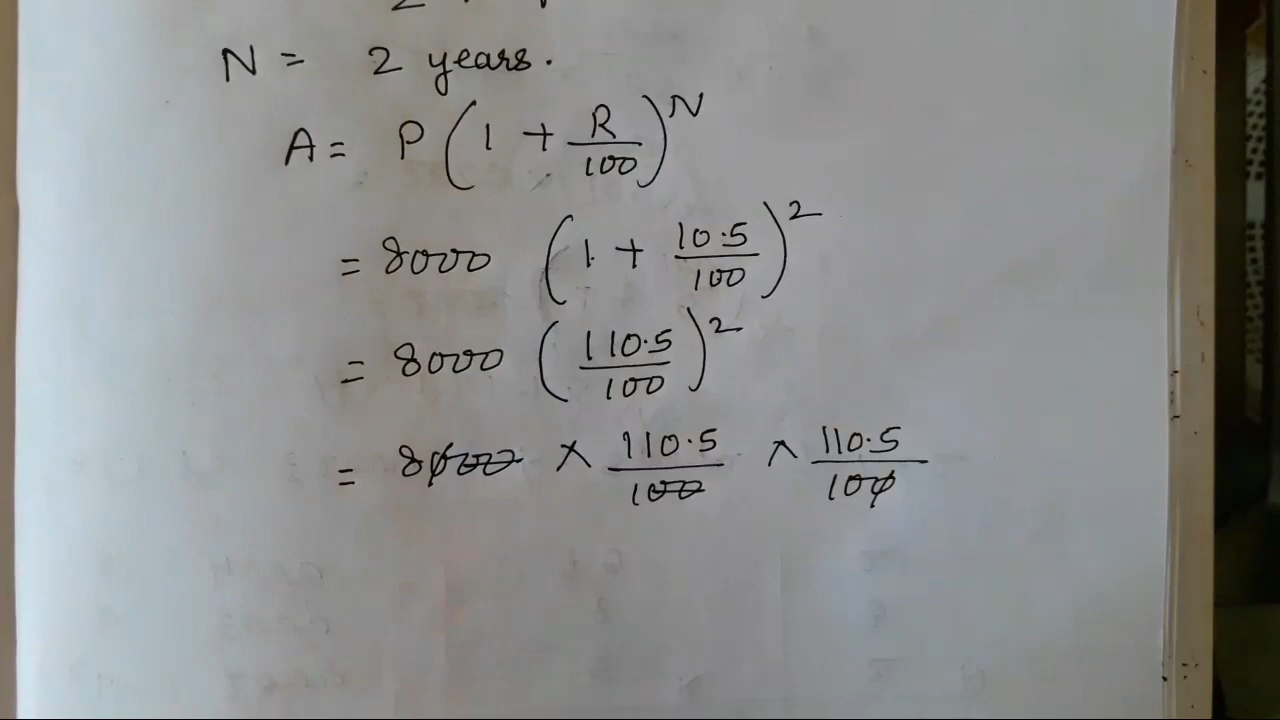 N = 2 years.
A = P(1 + R/100)^N
= 8000 (1 + 10.5/100)^2
= 8000 (110.5/100)^2
= 8000 × 110.5/100 × 110.5/100